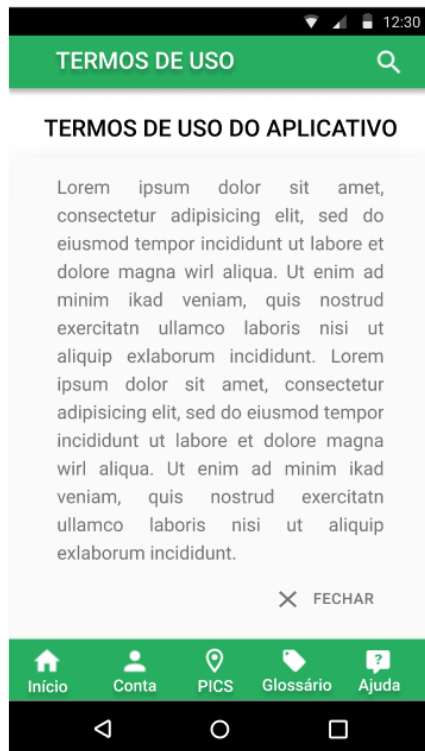 12:30
TERMOS DE USO
TERMOS DE USO DO APLICATIVO
Lorem ipsum dolor sit amet,
consectetur adipisicing elit, sed do
eiusmod tempor incididunt ut labore et
dolore magna wirl aliqua. Ut enim ad
minim ikad veniam, quis nostrud
exercitatn ullamco laboris nisi ut
aliquip exlaborum incididunt. Lorem
ipsum dolor sit amet, consectetur
adipisicing elit, sed do eiusmod tempor
incididunt ut labore et dolore magna
wirl aliqua. Ut enim ad minim ikad
veniam, quis nostrud exercitatn
ullamco laboris nisi ut aliquip
exlaborum incididunt.
FECHAR
Início Conta PICS Glossário Ajuda